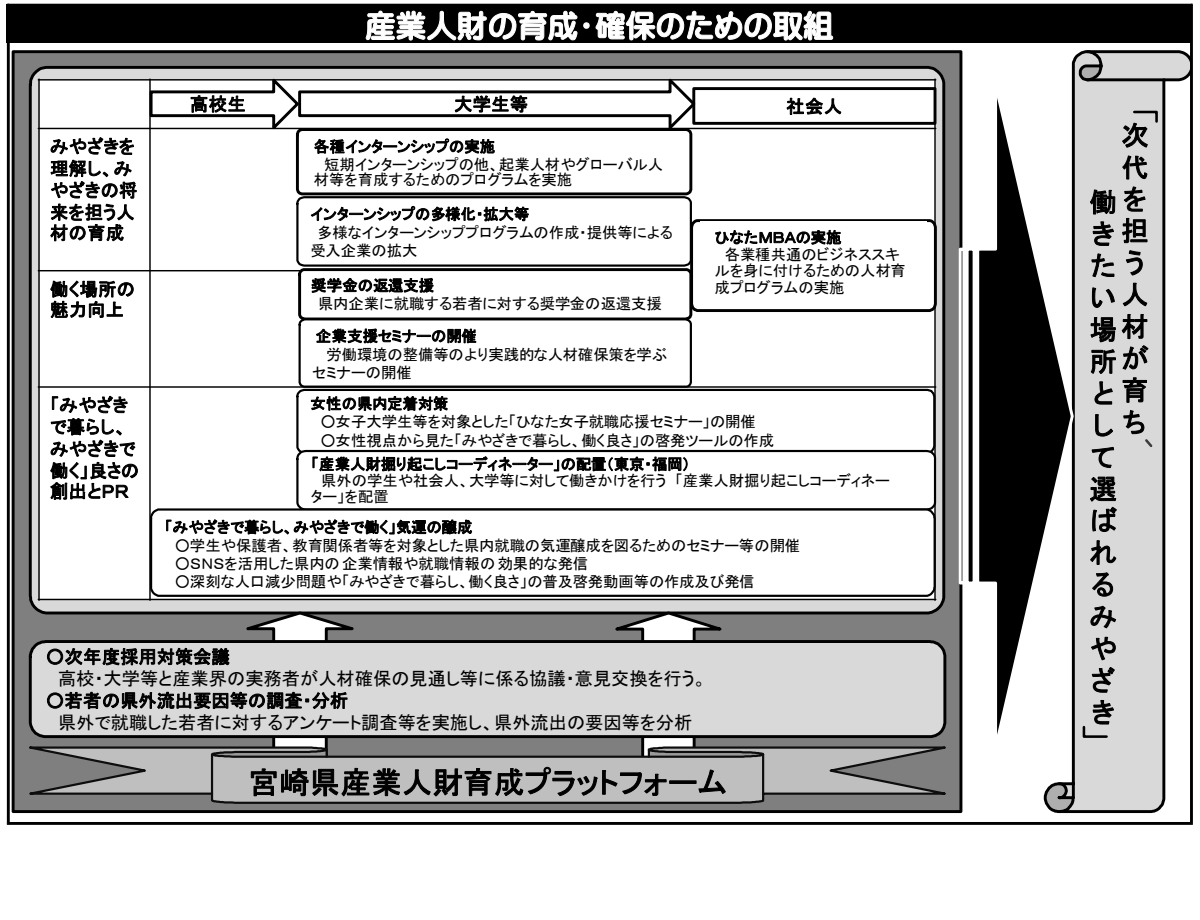 産業人財の育成・確保のための取組
高校生
大学生等
社会人
みやざきを
理解し、み
やざきの将
来を担う人
材の育成
各種インターンシップの実施
短期インターンシップの他、起業人材やグローバル人
材等を育成するためのプログラムを実施
インターンシップの多様化・拡大等
多様なインターンシッププログラムの作成・提供等による
受入企業の拡大
ひなたMBAの実施
各業種共通のビジネススキ
ルを身に付けるための人材育
成プログラムの実施
働く場所の
魅力向上
奨学金の返還支援
県内企業に就職する若者に対する奨学金の返還支援
企業支援セミナーの開催
労働環境の整備等のより実践的な人材確保策を学ぶ
セミナーの開催
「みやざき
で暮らし、
みやざきで
働く」良さの
創出とPR
女性の県内定着対策
○女子大学生等を対象とした「ひなた女子就職応援セミナー」の開催
○女性視点から見た「みやざきで暮らし、働く良さ」の啓発ツールの作成
「産業人財掘り起こしコーディネーター」の配置(東京・福岡)
県外の学生や社会人、大学等に対して働きかけを行う 「産業人財掘り起こしコーディネー
ター」を配置
「みやざきで暮らし、みやざきで働く」気運の醸成
○学生や保護者、教育関係者等を対象とした県内就職の気運醸成を図るためのセミナー等の開催
○SNSを活用した県内の 企業情報や就職情報の 効果的な発信
○深刻な人口減少問題や「みやざきで暮らし、働く良さ」の普及啓発動画等の作成及び発信
○次年度採用対策会議
高校・大学等と産業界の実務者が人材確保の見通し等に係る協議・意見交換を行う。
○若者の県外流出要因等の調査・分析
県外で就職した若者に対するアンケート調査等を実施し、県外流出の要因等を分析
宮崎県産業人財育成プラットフォーム
「次代を担う人材が育ち、
働きたい場所として選ばれるみやざき」